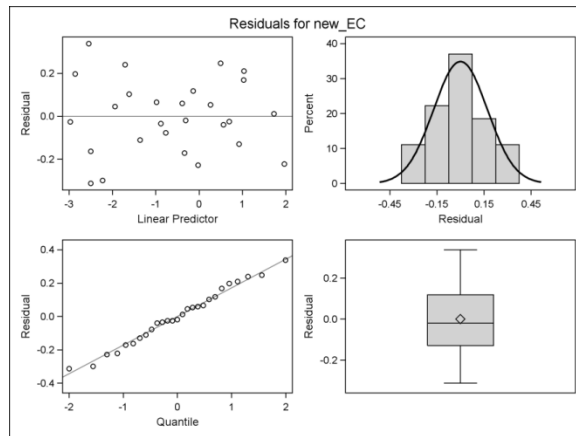 Residuals for new_EC
Residual
0.2
0.0
-0.2
-3 -2 -1 0 1 2
Linear Predictor
Percent
40
30
20
10
0
-0.45 -0.15 0.15 0.45
Residual
Residual
0.4
0.2
0.0
-0.2
-0.4
-2 -1 0 1 2
Quantile
Residual
0.2
0.0
-0.2